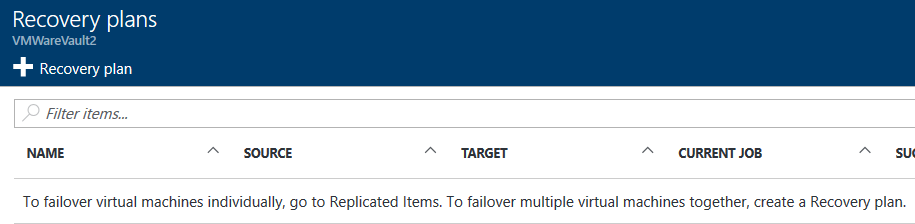 Recovery plans
VMWareVault2
Recovery plan
Filter items...
NAME SOURCE TARGET CURRENT JOB
To failover virtual machines individually, go to Replicated Items. To failover multiple virtual machines together, create a Recovery plan.